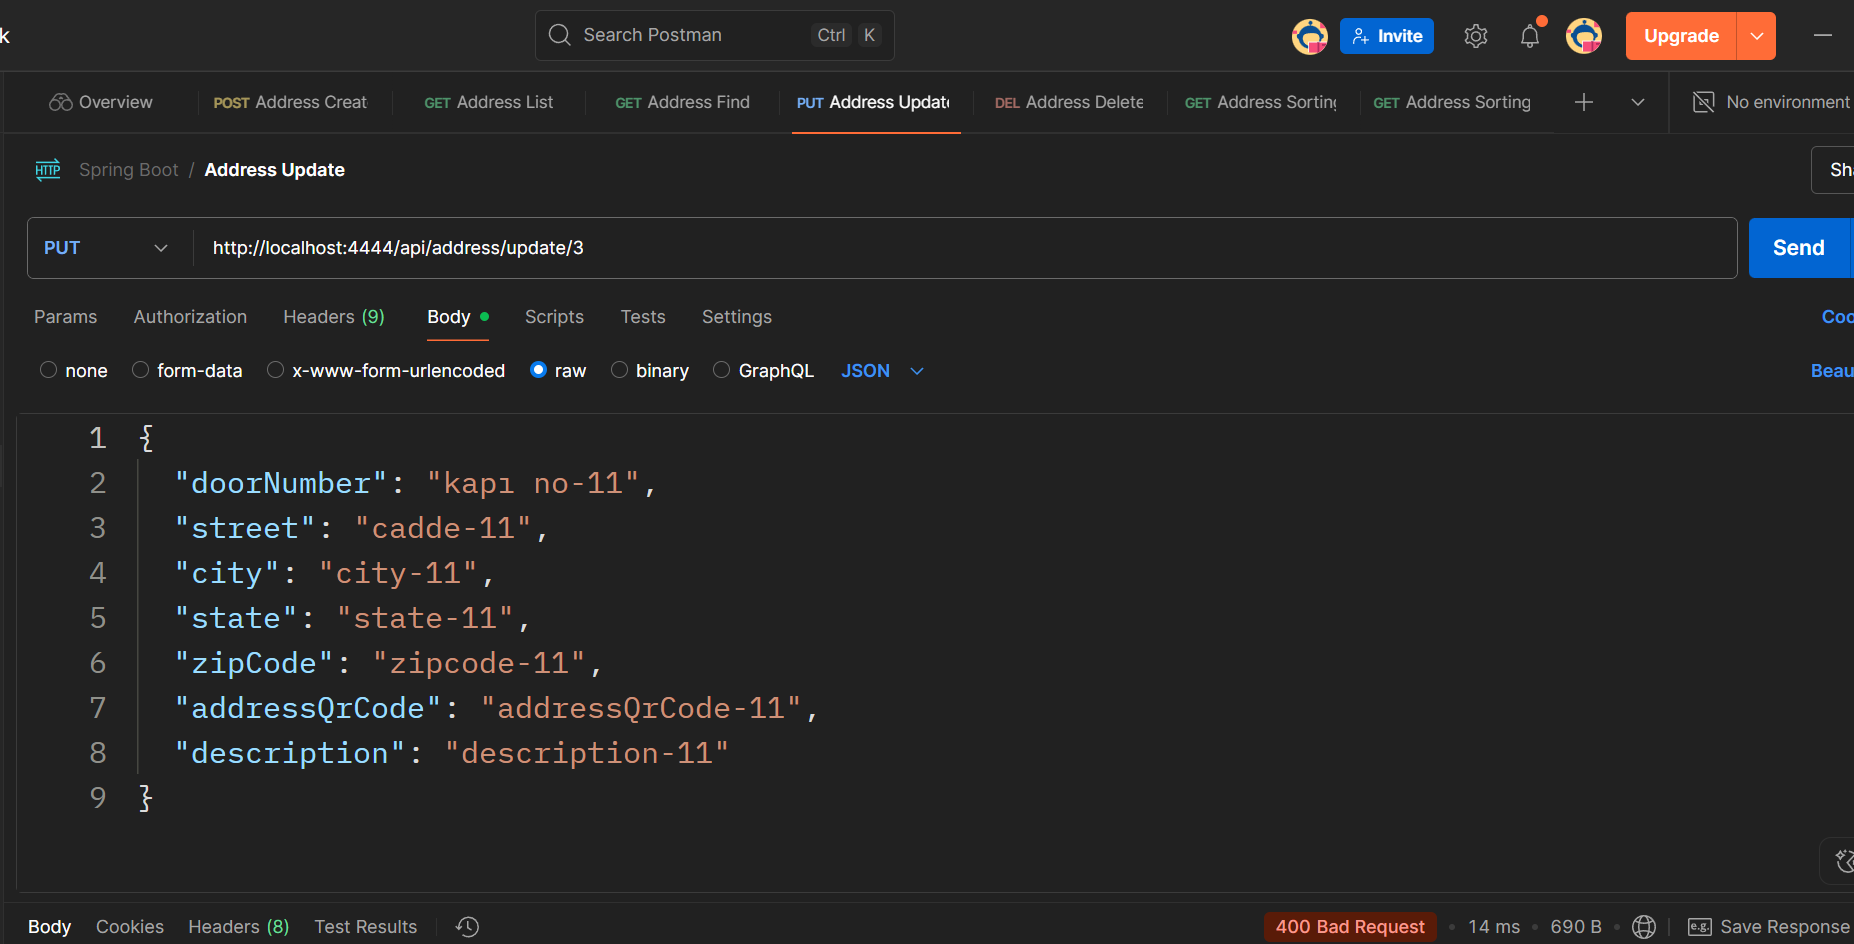 k
Search Postman Ctrl K Invite Upgrade
Overview POST Address Creat GET Address List GET Address Find PUT Address Updat DEL Address Delete GET Address Sorting GET Address Sorting No environment
HTTP Spring Boot / Address Update Sha
PUT http://localhost:4444/api/address/update/3 Send
Params Authorization Headers (9) Body Scripts Tests Settings Coo
none form-data x-www-form-urlencoded raw binary GraphQL JSON Beau
1 {
2 "doorNumber": "kapı no-11",
3 "street": "cadde-11",
4 "city": "city-11",
5 "state": "state-11",
6 "zipCode": "zipcode-11",
7 "addressQrCode": "addressQrCode-11",
8 "description": "description-11"
9 }
Body Cookies Headers (8) Test Results 400 Bad Request 14 ms 690 B e.g. Save Response